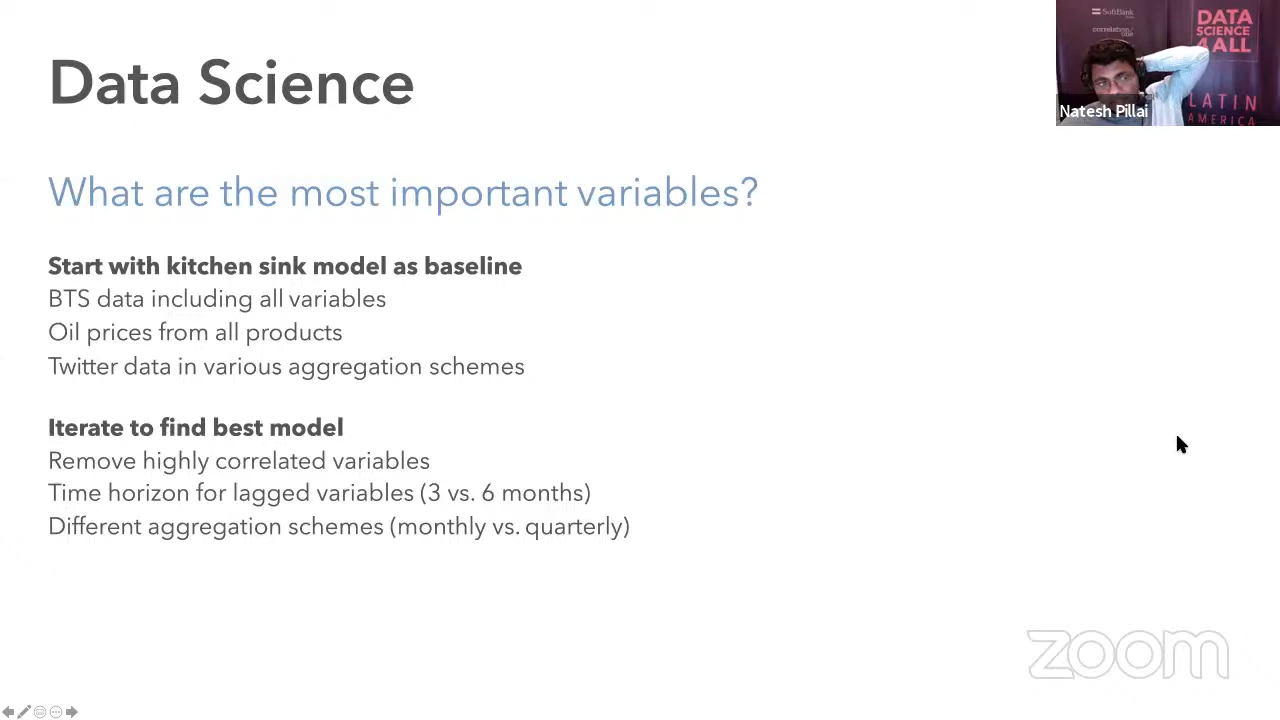 Data Science
What are the most important variables?
Start with kitchen sink model as baseline
BTS data including all variables
Oil prices from all products
Twitter data in various aggregation schemes
Iterate to find best model
Remove highly correlated variables
Time horizon for lagged variables (3 vs. 6 months)
Different aggregation schemes (monthly vs. quarterly)
SoftBank
correlation/
one
DATA
SCIENCE
4 ALL
LATIN
AMERICA
Natesh Pillai
zoom